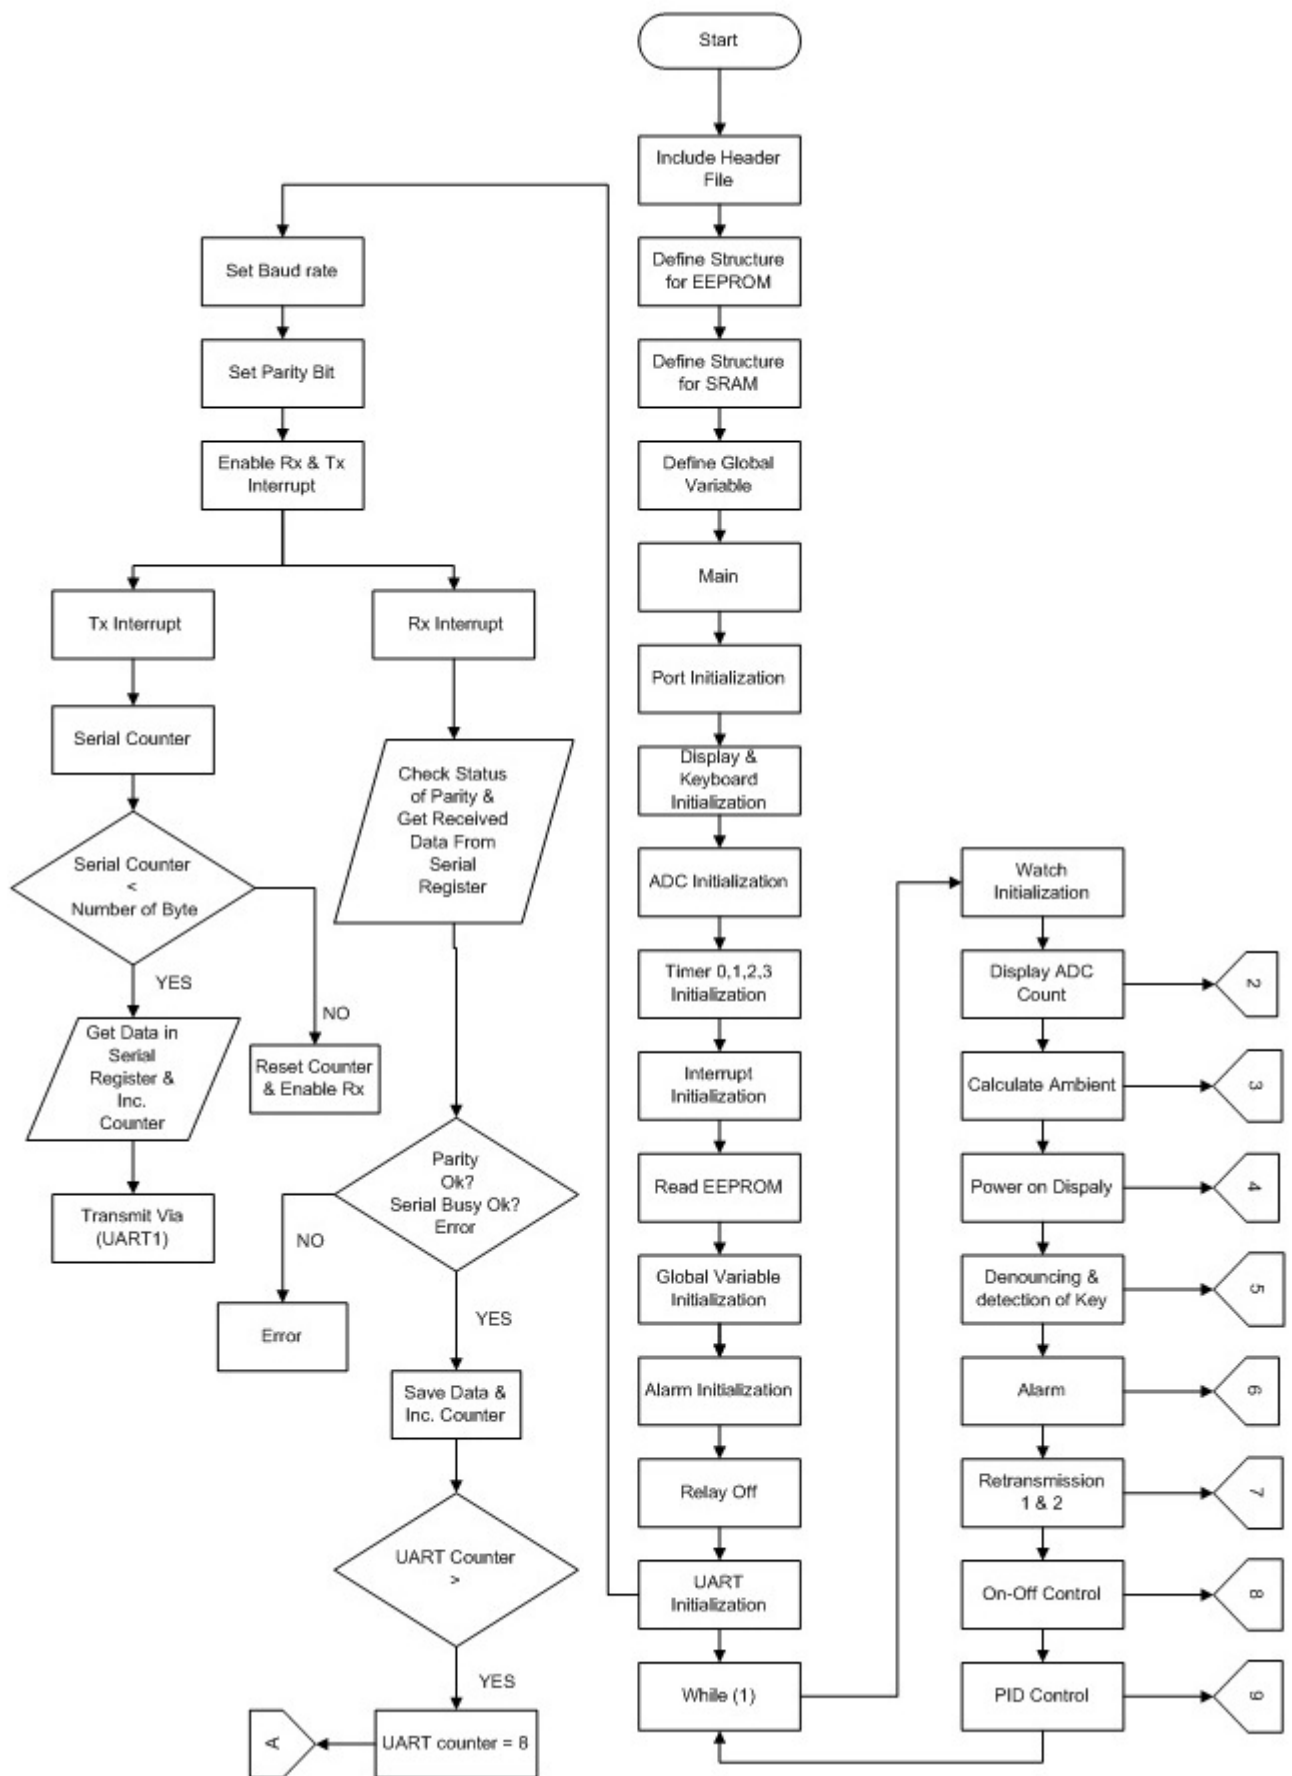 Start
Include Header
File
Define Structure
for EEPROM
Define Structure
for SRAM
Define Global
Variable
Main
Port Initialization
Display &
Keyboard
Initialization
ADC Initialization
Timer 0,1,2,3
Initialization
Interrupt
Initialization
Read EEPROM
Global Variable
Initialization
Alarm Initialization
Relay Off
UART
Initialization
While (1)
Set Baud rate
Set Parity Bit
Enable Rx & Tx
Interrupt
Tx Interrupt
Serial Counter
Serial Counter
<
Number of Byte
YES
NO
Get Data in
Serial
Register &
Inc.
Counter
Reset Counter
& Enable Rx
Transmit Via
(UART1)
Rx Interrupt
Check Status
of Parity &
Get Received
Data From
Serial
Register
Parity
Ok?
Serial Busy Ok?
Error
NO
Error
YES
Save Data &
Inc. Counter
UART Counter
>
YES
UART counter = 8
A
Watch
Initialization
Display ADC
Count
2
Calculate Ambient
3
Power on Dispaly
4
Denouncing &
detection of Key
5
Alarm
6
Retransmission
1 & 2
7
On-Off Control
8
PID Control
9